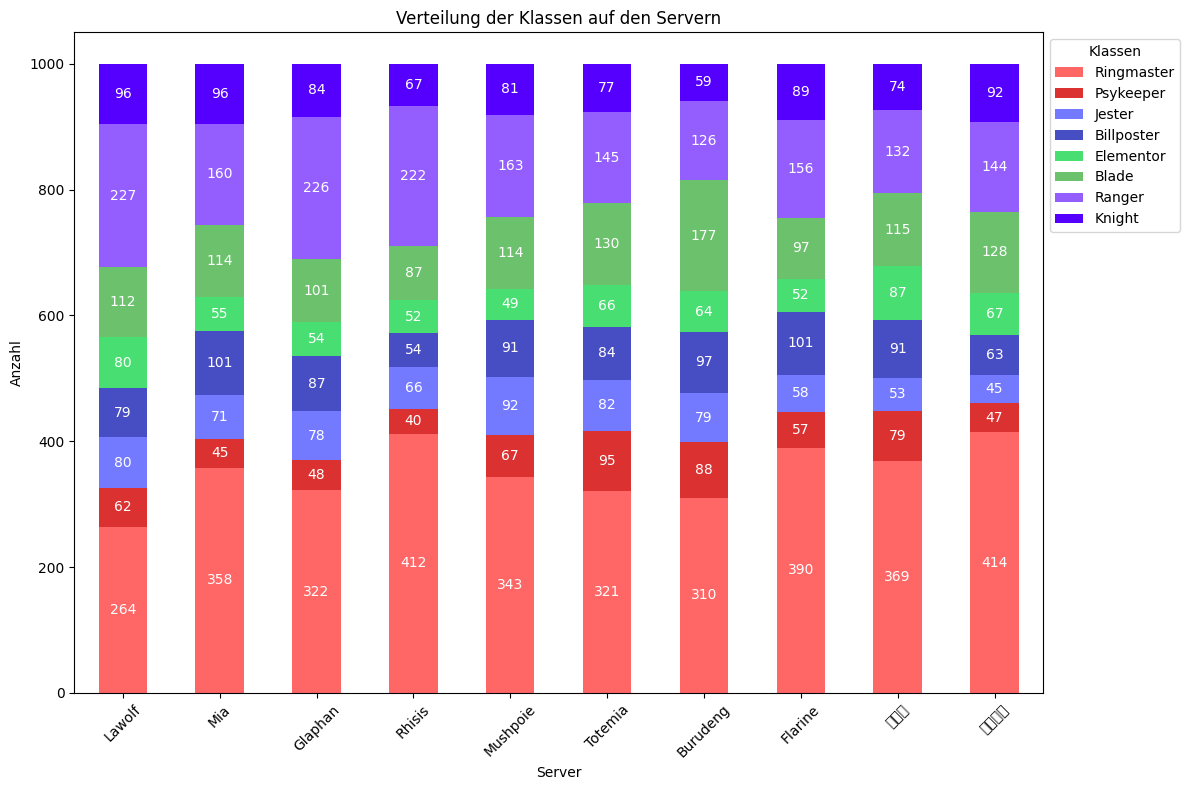 Verteilung der Klassen auf den Servern
Klassen
Ringmaster
Psykeeper
Jester
Billposter
Elementor
Blade
Ranger
Knight
Anzahl
1000
800
600
400
200
0
96 96 84 67 81 77 59 89 74 92
227 160 226 222 163 145 126 156 132 144
112 114 101 87 114 130 177 97 115 128
80 55 54 52 49 66 64 52 87 67
79 101 87 54 91 84 97 101 91 63
80 71 78 66 92 82 79 58 53 45
62 45 48 40 67 95 88 57 79 47
264 358 322 412 343 321 310 390 369 414
Lawolf
Mia
Glaphan
Rhisis
Mushpoie
Totemia
Burudeng
Flarine
Server